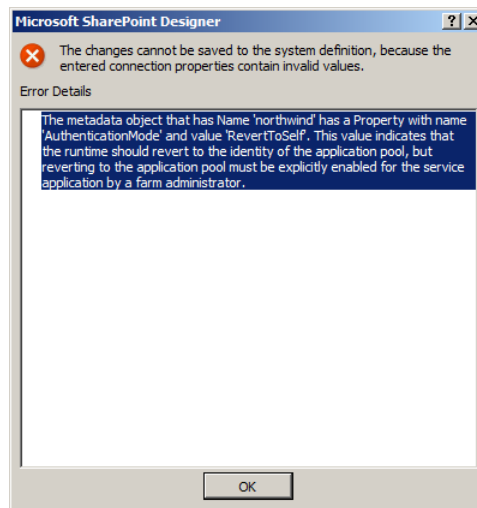 Microsoft SharePoint Designer
The changes cannot be saved to the system definition, because the
entered connection properties contain invalid values.
Error Details
The metadata object that has Name 'northwind' has a Property with name
'AuthenticationMode' and value 'RevertToSelf'. This value indicates that
the runtime should revert to the identity of the application pool, but
reverting to the application pool must be explicitly enabled for the service
application by a farm administrator.
OK